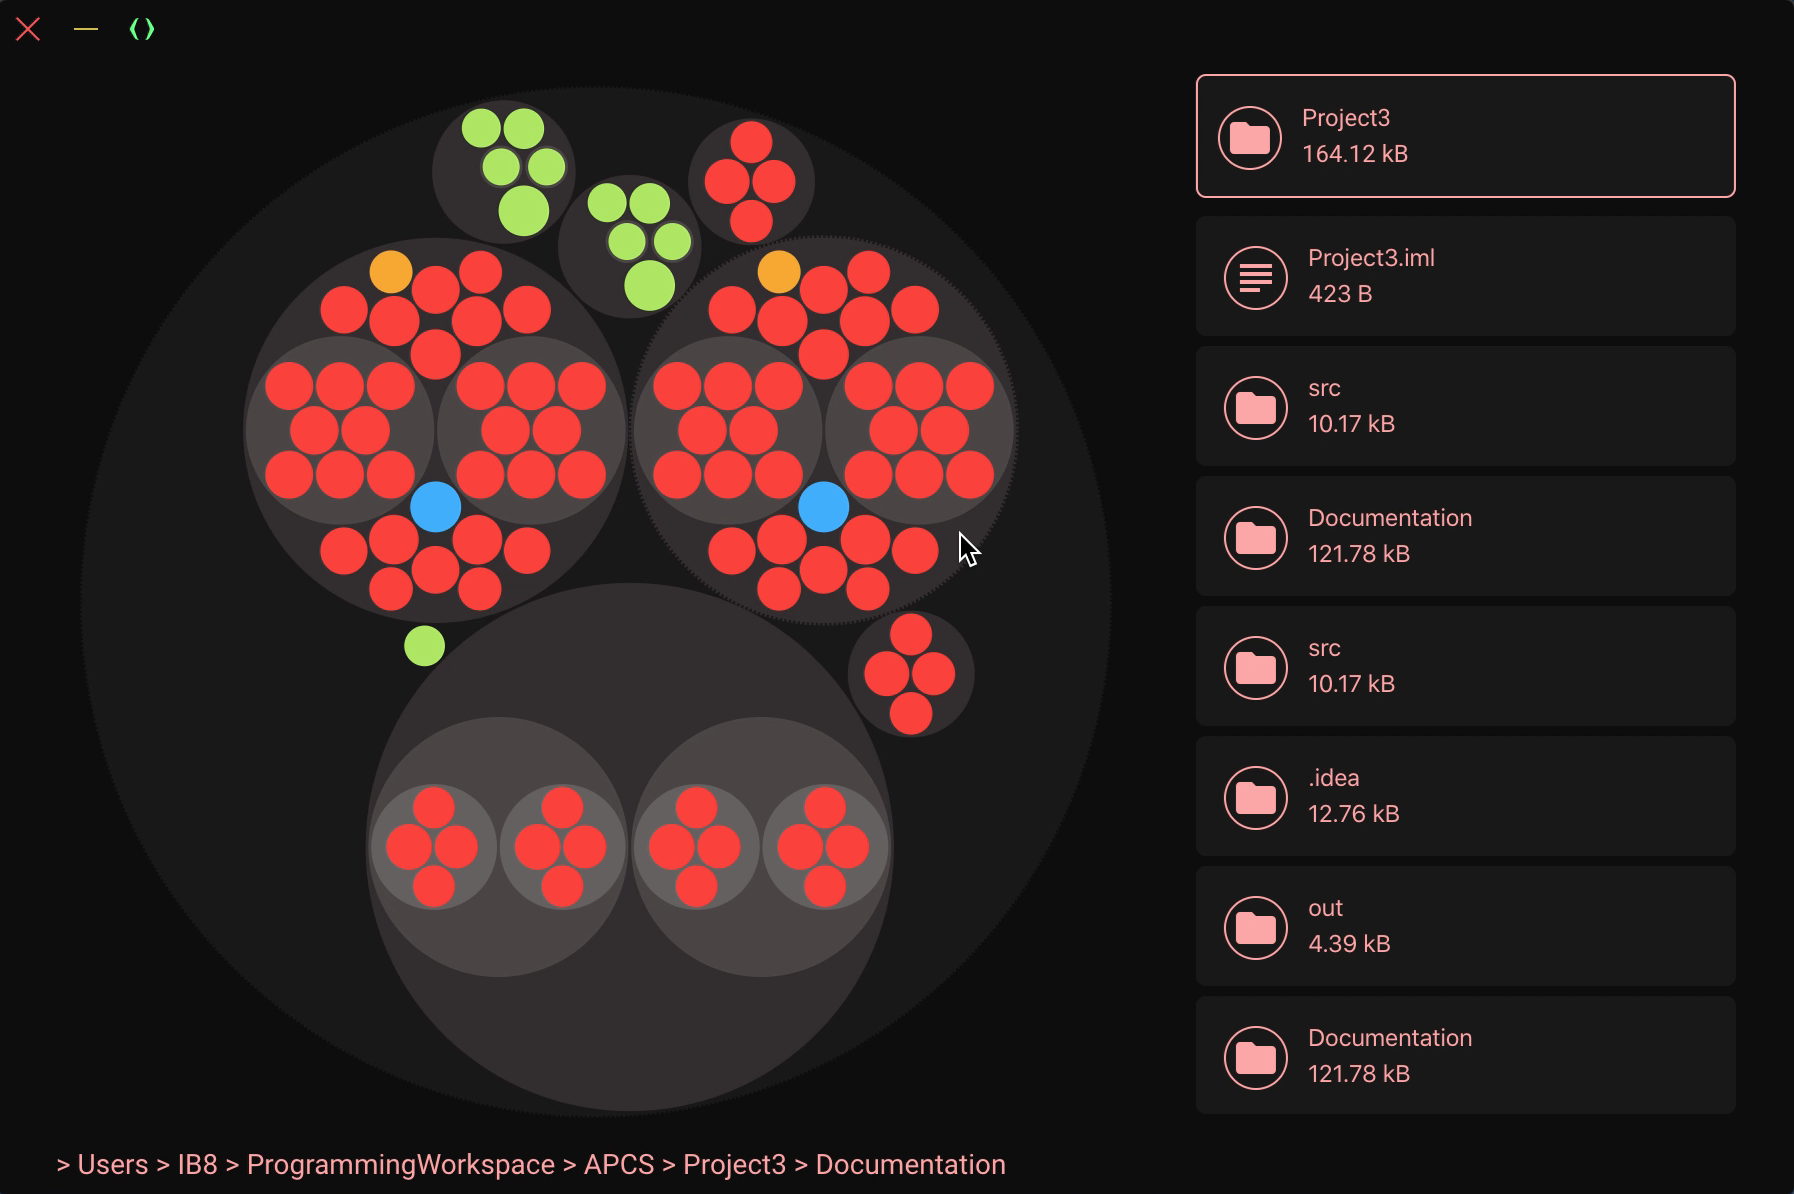 Project3
164.12 kB
Project3.iml
423 B
src
10.17 kB
Documentation
121.78 kB
src
10.17 kB
.idea
12.76 kB
out
4.39 kB
Documentation
121.78 kB
> Users > IB8 > ProgrammingWorkspace > APCS > Project3 > Documentation